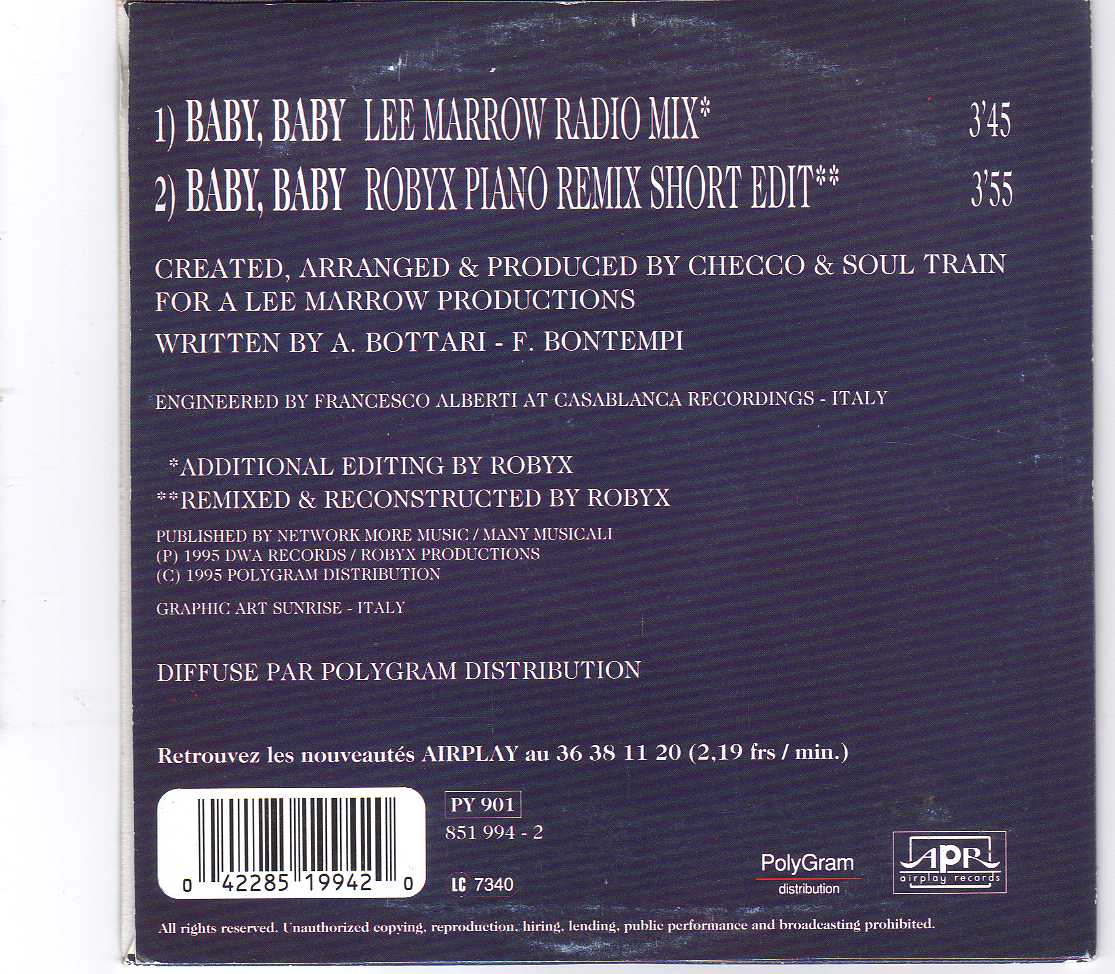 1) BABY, BABY LEE MARROW RADIO MIX* 3'45
2) BABY, BABY ROBYX PIANO REMIX SHORT EDIT** 3'55
CREATED, ARRANGED & PRODUCED BY CHECCO & SOUL TRAIN
FOR A LEE MARROW PRODUCTIONS
WRITTEN BY A. BOTTARI - F. BONTEMPI
ENGINEERED BY FRANCESCO ALBERTI AT CASABLANCA RECORDINGS - ITALY
*ADDITIONAL EDITING BY ROBYX
**REMIXED & RECONSTRUCTED BY ROBYX
PUBLISHED BY NETWORK MORE MUSIC / MANY MUSICALI
(P) 1995 DWA RECORDS / ROBYX PRODUCTIONS
(C) 1995 POLYGRAM DISTRIBUTION
GRAPHIC ART SUNRISE - ITALY
DIFFUSE PAR POLYGRAM DISTRIBUTION
Retrouvez les nouveautés AIRPLAY au 36 38 11 20 (2,19 frs / min.)
PY 901
851 994 - 2
LC 7340
0 42285 19942 0
PolyGram
distribution
APR
airplay records
All rights reserved. Unauthorized copying, reproduction, hiring, lending, public performance and broadcasting prohibited.